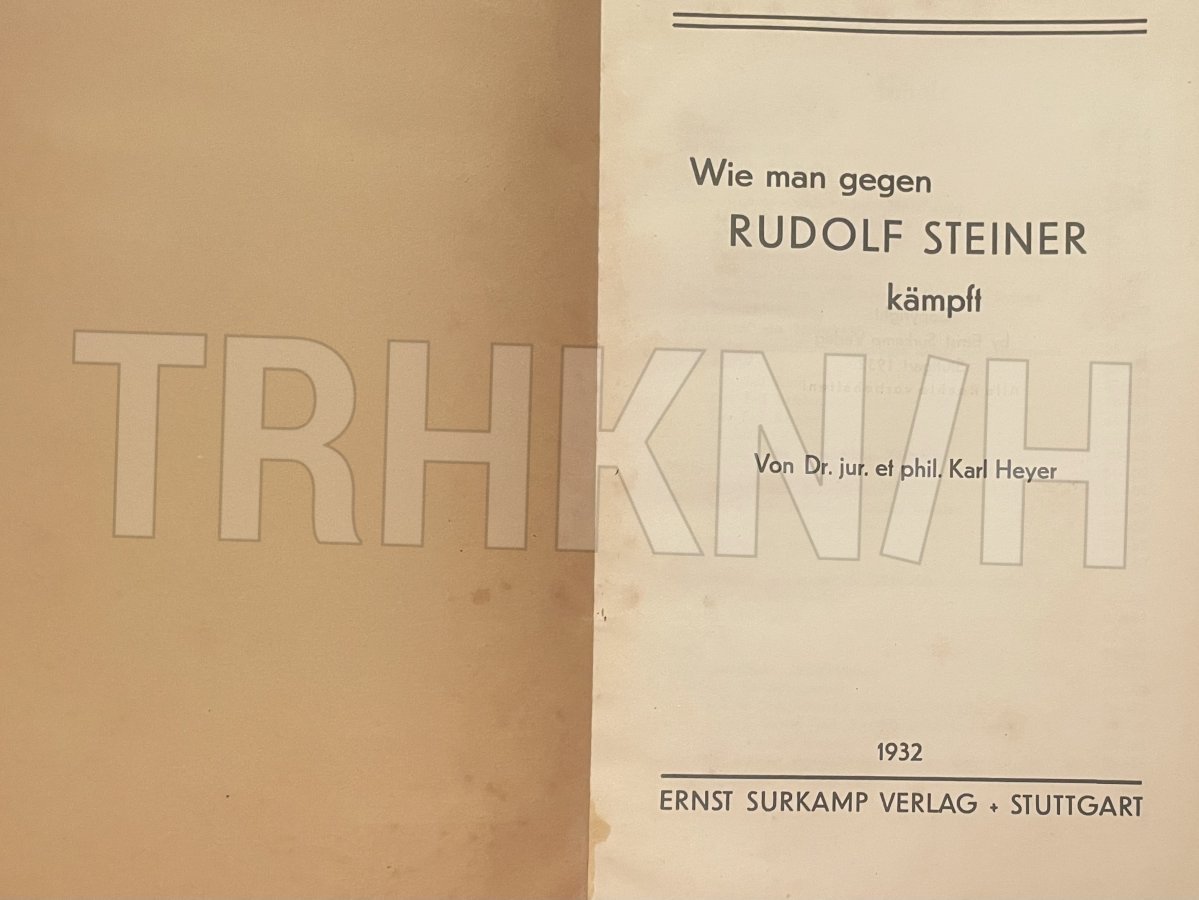 Wie man gegen
RUDOLF STEINER
kämpft
TRHKN/H
Von Dr. jur. et phil. Karl Heyer
1932
ERNST SURKAMP VERLAG + STUTTGART